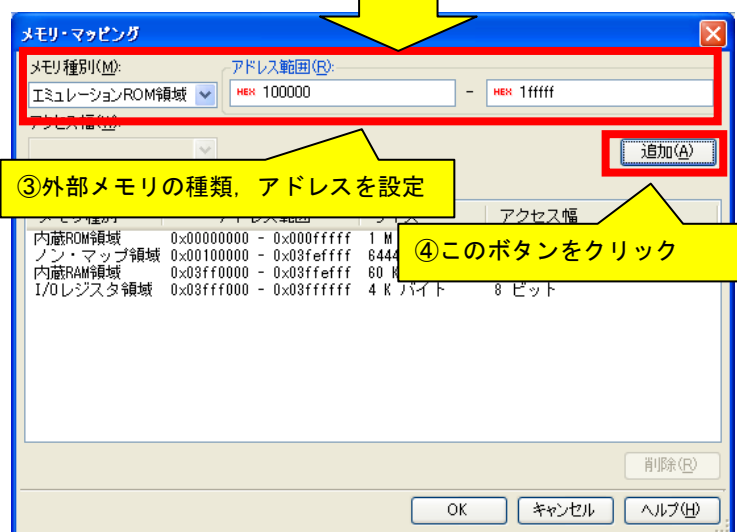 メモリ・マッピング
メモリ種別(M):
アドレス範囲(R):
エミュレーションROM領域
HEX 100000
-
HEX 1fffff
追加(A)
③外部メモリの種類，アドレスを設定
アクセス幅
④このボタンをクリック
内蔵ROM領域 0x00000000 - 0x000fffff 1 M
ノン・マップ領域 0x00100000 - 0x03feffff 6444
内蔵RAM領域 0x03ff0000 - 0x03ffefff 60 K
I/Oレジスタ領域 0x03fff000 - 0x03ffffff 4 K バイト 8 ビット
削除(R)
OK
キャンセル
ヘルプ(H)